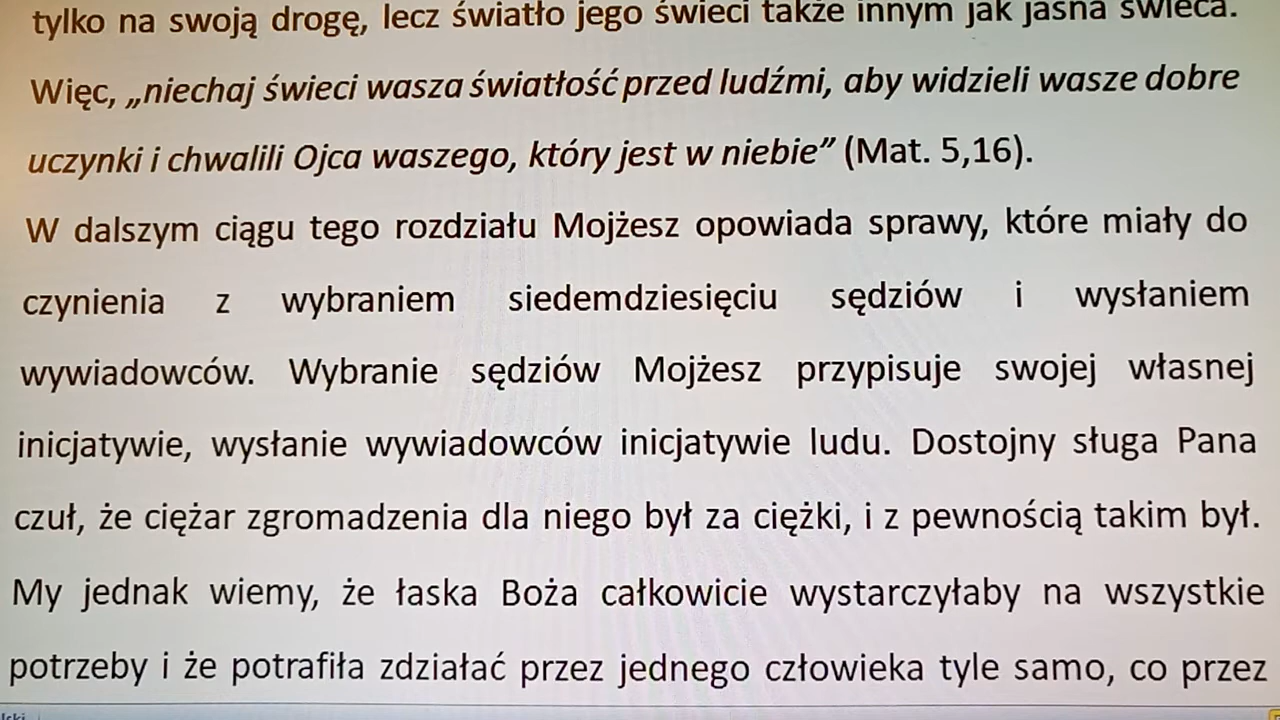 tylko na swoją drogę, lecz światło jego świeci także innym jak jasna świeca.
Więc, „niechaj świeci wasza światłość przed ludźmi, aby widzieli wasze dobre
uczynki i chwalili Ojca waszego, który jest w niebie” (Mat. 5,16).
W dalszym ciągu tego rozdziału Mojżesz opowiada sprawy, które miały do
czynienia z wybraniem siedemdziesięciu sędziów i wysłaniem
wywiadowców. Wybranie sędziów Mojżesz przypisuje swojej własnej
inicjatywie, wysłanie wywiadowców inicjatywie ludu. Dostojny sługa Pana
czuł, że ciężar zgromadzenia dla niego był za ciężki, i z pewnością takim był.
My jednak wiemy, że łaska Boża całkowicie wystarczyłaby na wszystkie
potrzeby i że potrafiła zdziałać przez jednego człowieka tyle samo, co przez